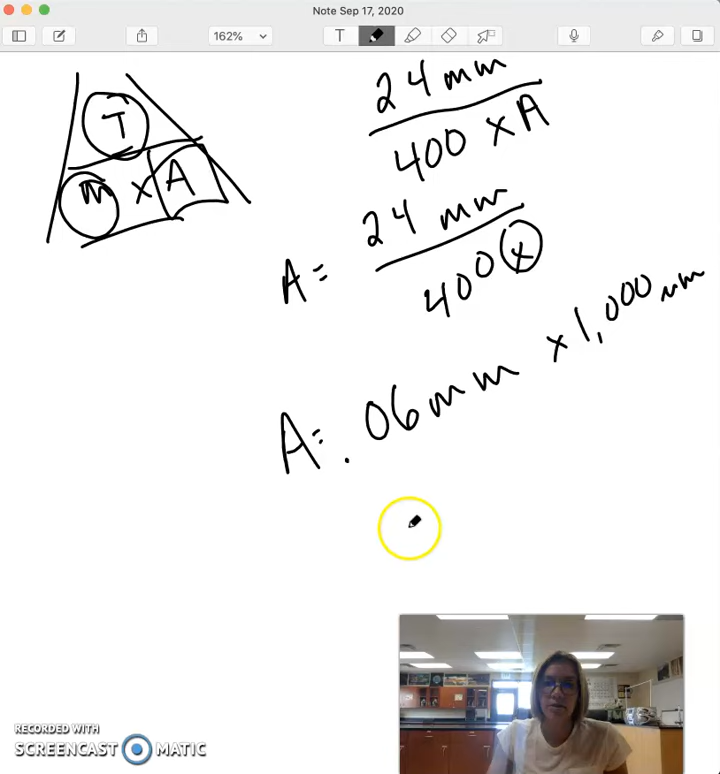 Note Sep 17, 2020
162%
T
T
m x A
24 mm
400 x A
A = 24 mm
400 x
A = .06 mm x 1,000 mm
RECORDED WITH
SCREENCAST MATIC